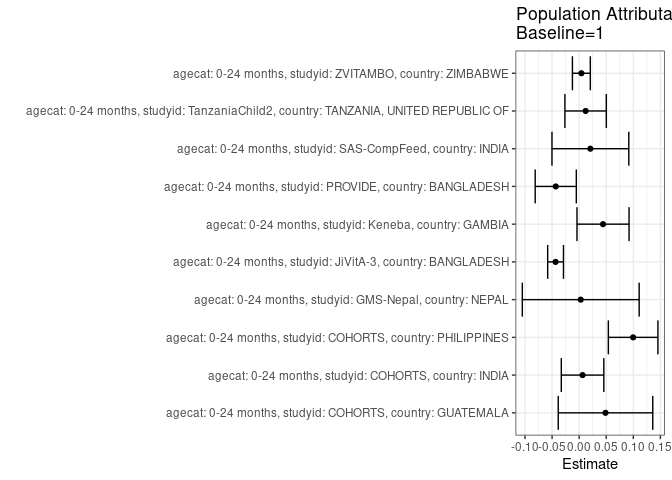 Population Attributa
Baseline=1
agecat: 0-24 months, studyid: ZVITAMBO, country: ZIMBABWE
agecat: 0-24 months, studyid: TanzaniaChild2, country: TANZANIA, UNITED REPUBLIC OF
agecat: 0-24 months, studyid: SAS-CompFeed, country: INDIA
agecat: 0-24 months, studyid: PROVIDE, country: BANGLADESH
agecat: 0-24 months, studyid: Keneba, country: GAMBIA
agecat: 0-24 months, studyid: JiVitA-3, country: BANGLADESH
agecat: 0-24 months, studyid: GMS-Nepal, country: NEPAL
agecat: 0-24 months, studyid: COHORTS, country: PHILIPPINES
agecat: 0-24 months, studyid: COHORTS, country: INDIA
agecat: 0-24 months, studyid: COHORTS, country: GUATEMALA
-0.10 -0.05 0.00 0.05 0.10 0.15
Estimate